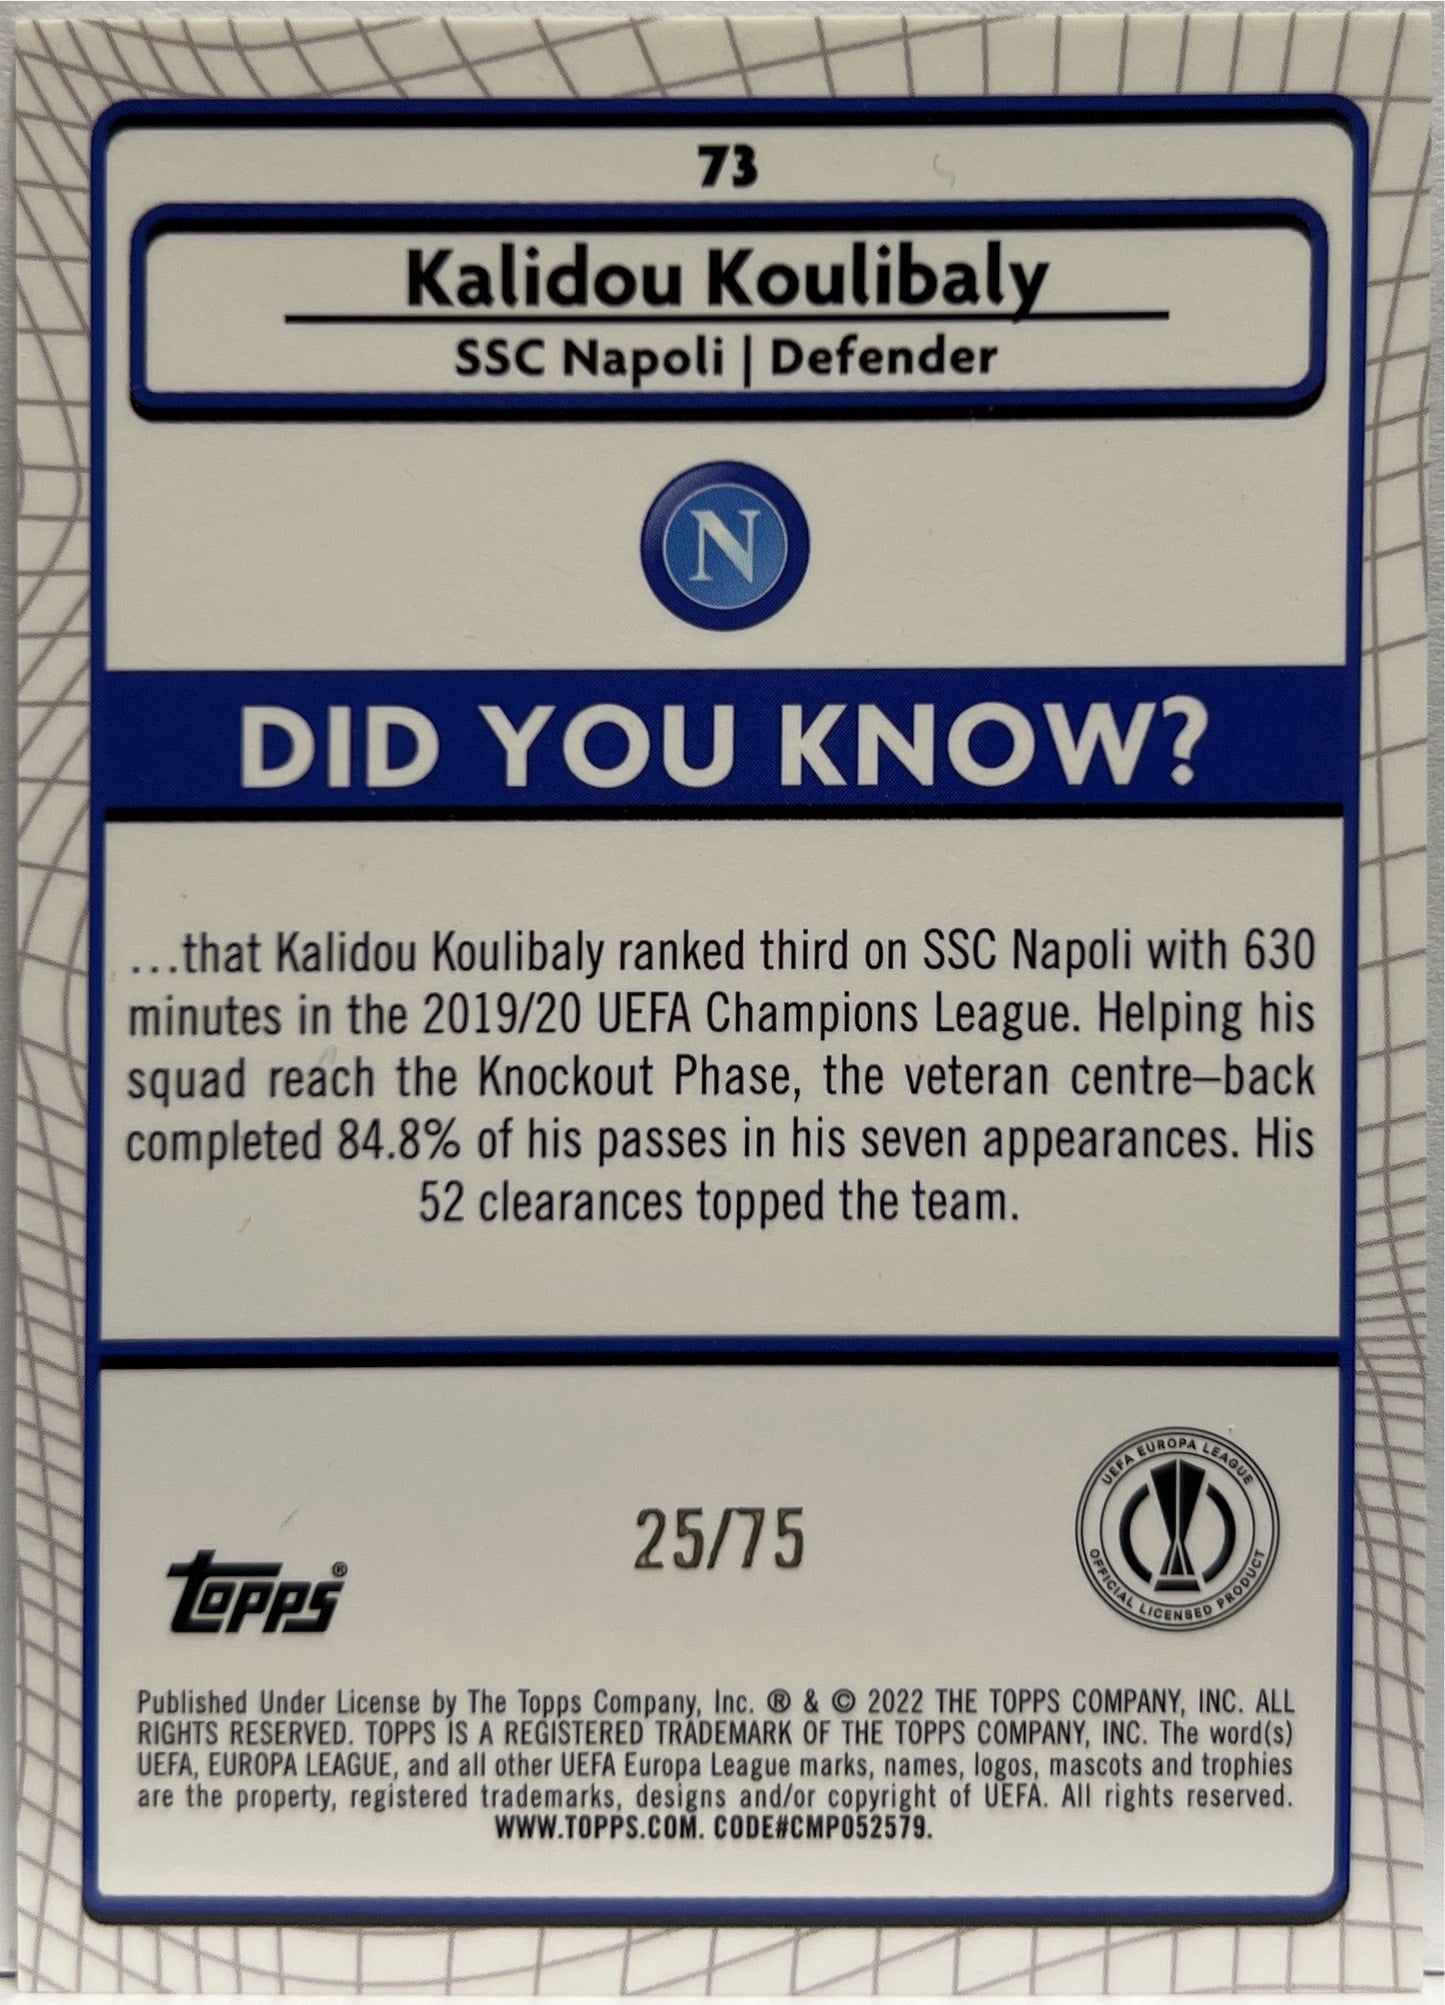 73
Kalidou Koulibaly
SSC Napoli | Defender
N
DID YOU KNOW?
...that Kalidou Koulibaly ranked third on SSC Napoli with 630
minutes in the 2019/20 UEFA Champions League. Helping his
squad reach the Knockout Phase, the veteran centre–back
completed 84.8% of his passes in his seven appearances. His
52 clearances topped the team.
25/75
UEFA EUROPA LEAGUE
OFFICIAL LICENSED PRODUCT
Topps®
Published Under License by The Topps Company, Inc. ® & © 2022 THE TOPPS COMPANY, INC. ALL
RIGHTS RESERVED. TOPPS IS A REGISTERED TRADEMARK OF THE TOPPS COMPANY, INC. The word(s)
UEFA, EUROPA LEAGUE, and all other UEFA Europa League marks, names, logos, mascots and trophies
are the property, registered trademarks, designs and/or copyright of UEFA. All rights reserved.
WWW.TOPPS.COM. CODE#CMP052579.